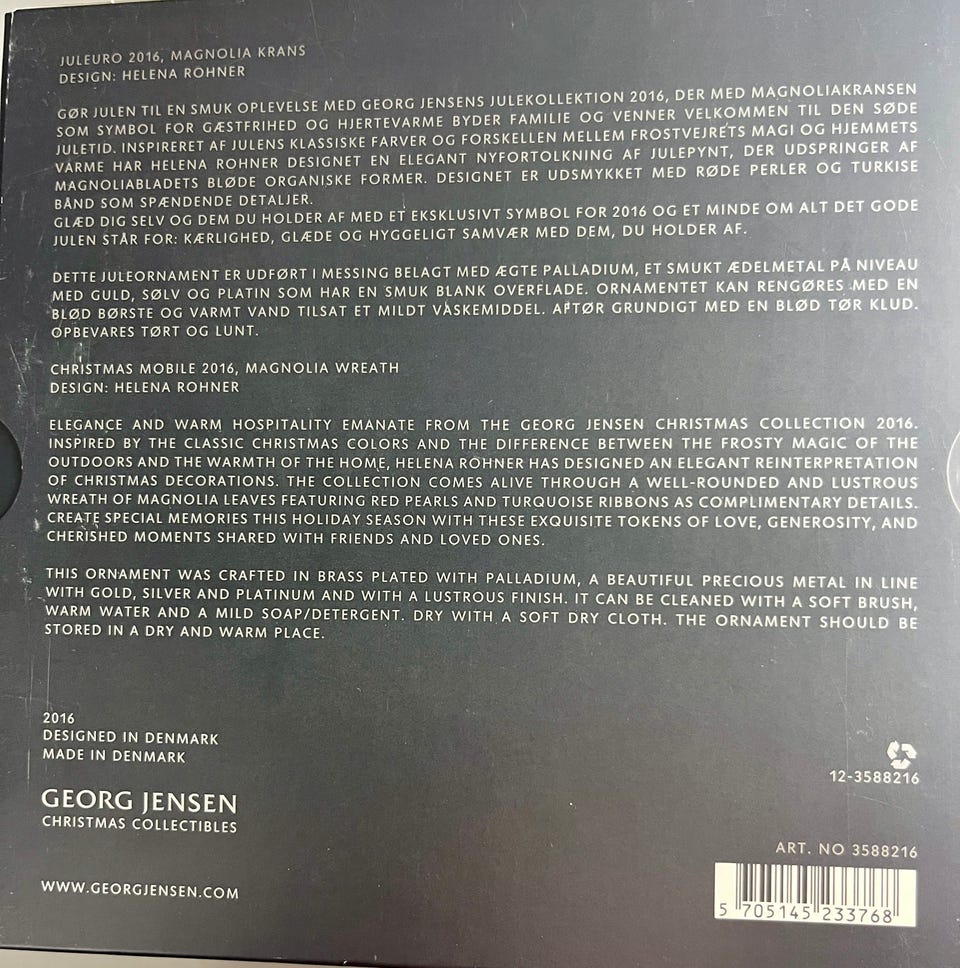 JULEURO 2016, MAGNOLIA KRANS
DESIGN: HELENA ROHNER
GØR JULEN TIL EN SMUK OPLEVELSE MED GEORG JENSENS JULEKOLLEKTION 2016, DER MED MAGNOLIAKRANSEN
SOM SYMBOL FOR GÆSTFRIHED OG HJERTEVARME BYDER FAMILIE OG VENNER VELKOMMEN TIL DEN SØDE
JULETID. INSPIRERET AF JULENS KLASSISKE FARVER OG FORSKELLEN MELLEM FROSTVEJRETS MAGI OG HJEMMETS
VARME HAR HELENA ROHNER DESIGNET EN ELEGANT NYFORTOLKNING AF JULEPYNT, DER UDSPRINGER AF
MAGNOLIABLADETS BLØDE ORGANISKE FORMER. DESIGNET ER UDSMYKKET MED RØDE PERLER OG TURKISE
BÅND SOM SPÆNDENDE DETALJER.
GLÆD DIG SELV OG DEM DU HOLDER AF MED ET EKSKLUSIVT SYMBOL FOR 2016 OG ET MINDE OM ALT DET GODE
JULEN STÅR FOR: KÆRLIGHED, GLÆDE OG HYGGELIGT SAMVÆR MED DEM, DU HOLDER AF.
DETTE JULEORNAMENT ER UDFØRT I MESSING BELAGT MED ÆGTE PALLADIUM, ET SMUKT ÆDELMETAL PÅ NIVEAU
MED GULD, SØLV OG PLATIN SOM HAR EN SMUK BLANK OVERFLADE. ORNAMENTET KAN RENGØRES MED EN
BLØD BØRSTE OG VARMT VAND TILSAT ET MILDT VASKEMIDDEL. AFTØR GRUNDIGT MED EN BLØD TØR KLUD.
OPBEVARES TØRT OG LUNT.
CHRISTMAS MOBILE 2016, MAGNOLIA WREATH
DESIGN: HELENA ROHNER
ELEGANCE AND WARM HOSPITALITY EMANATE FROM THE GEORG JENSEN CHRISTMAS COLLECTION 2016.
INSPIRED BY THE CLASSIC CHRISTMAS COLORS AND THE DIFFERENCE BETWEEN THE FROSTY MAGIC OF THE
OUTDOORS AND THE WARMTH OF THE HOME, HELENA ROHNER HAS DESIGNED AN ELEGANT REINTERPRETATION
OF CHRISTMAS DECORATIONS. THE COLLECTION COMES ALIVE THROUGH A WELL-ROUNDED AND LUSTROUS
WREATH OF MAGNOLIA LEAVES FEATURING RED PEARLS AND TURQUOISE RIBBONS AS COMPLIMENTARY DETAILS.
CREATE SPECIAL MEMORIES THIS HOLIDAY SEASON WITH THESE EXQUISITE TOKENS OF LOVE, GENEROSITY, AND
CHERISHED MOMENTS SHARED WITH FRIENDS AND LOVED ONES.
THIS ORNAMENT WAS CRAFTED IN BRASS PLATED WITH PALLADIUM, A BEAUTIFUL PRECIOUS METAL IN LINE
WITH GOLD, SILVER AND PLATINUM AND WITH A LUSTROUS FINISH. IT CAN BE CLEANED WITH A SOFT BRUSH,
WARM WATER AND A MILD SOAP/DETERGENT. DRY WITH A SOFT DRY CLOTH. THE ORNAMENT SHOULD BE
STORED IN A DRY AND WARM PLACE.
2016
DESIGNED IN DENMARK
MADE IN DENMARK
12-3588216
GEORG JENSEN
CHRISTMAS COLLECTIBLES
ART. NO 3588216
WWW.GEORGJENSEN.COM
5 705145 233768